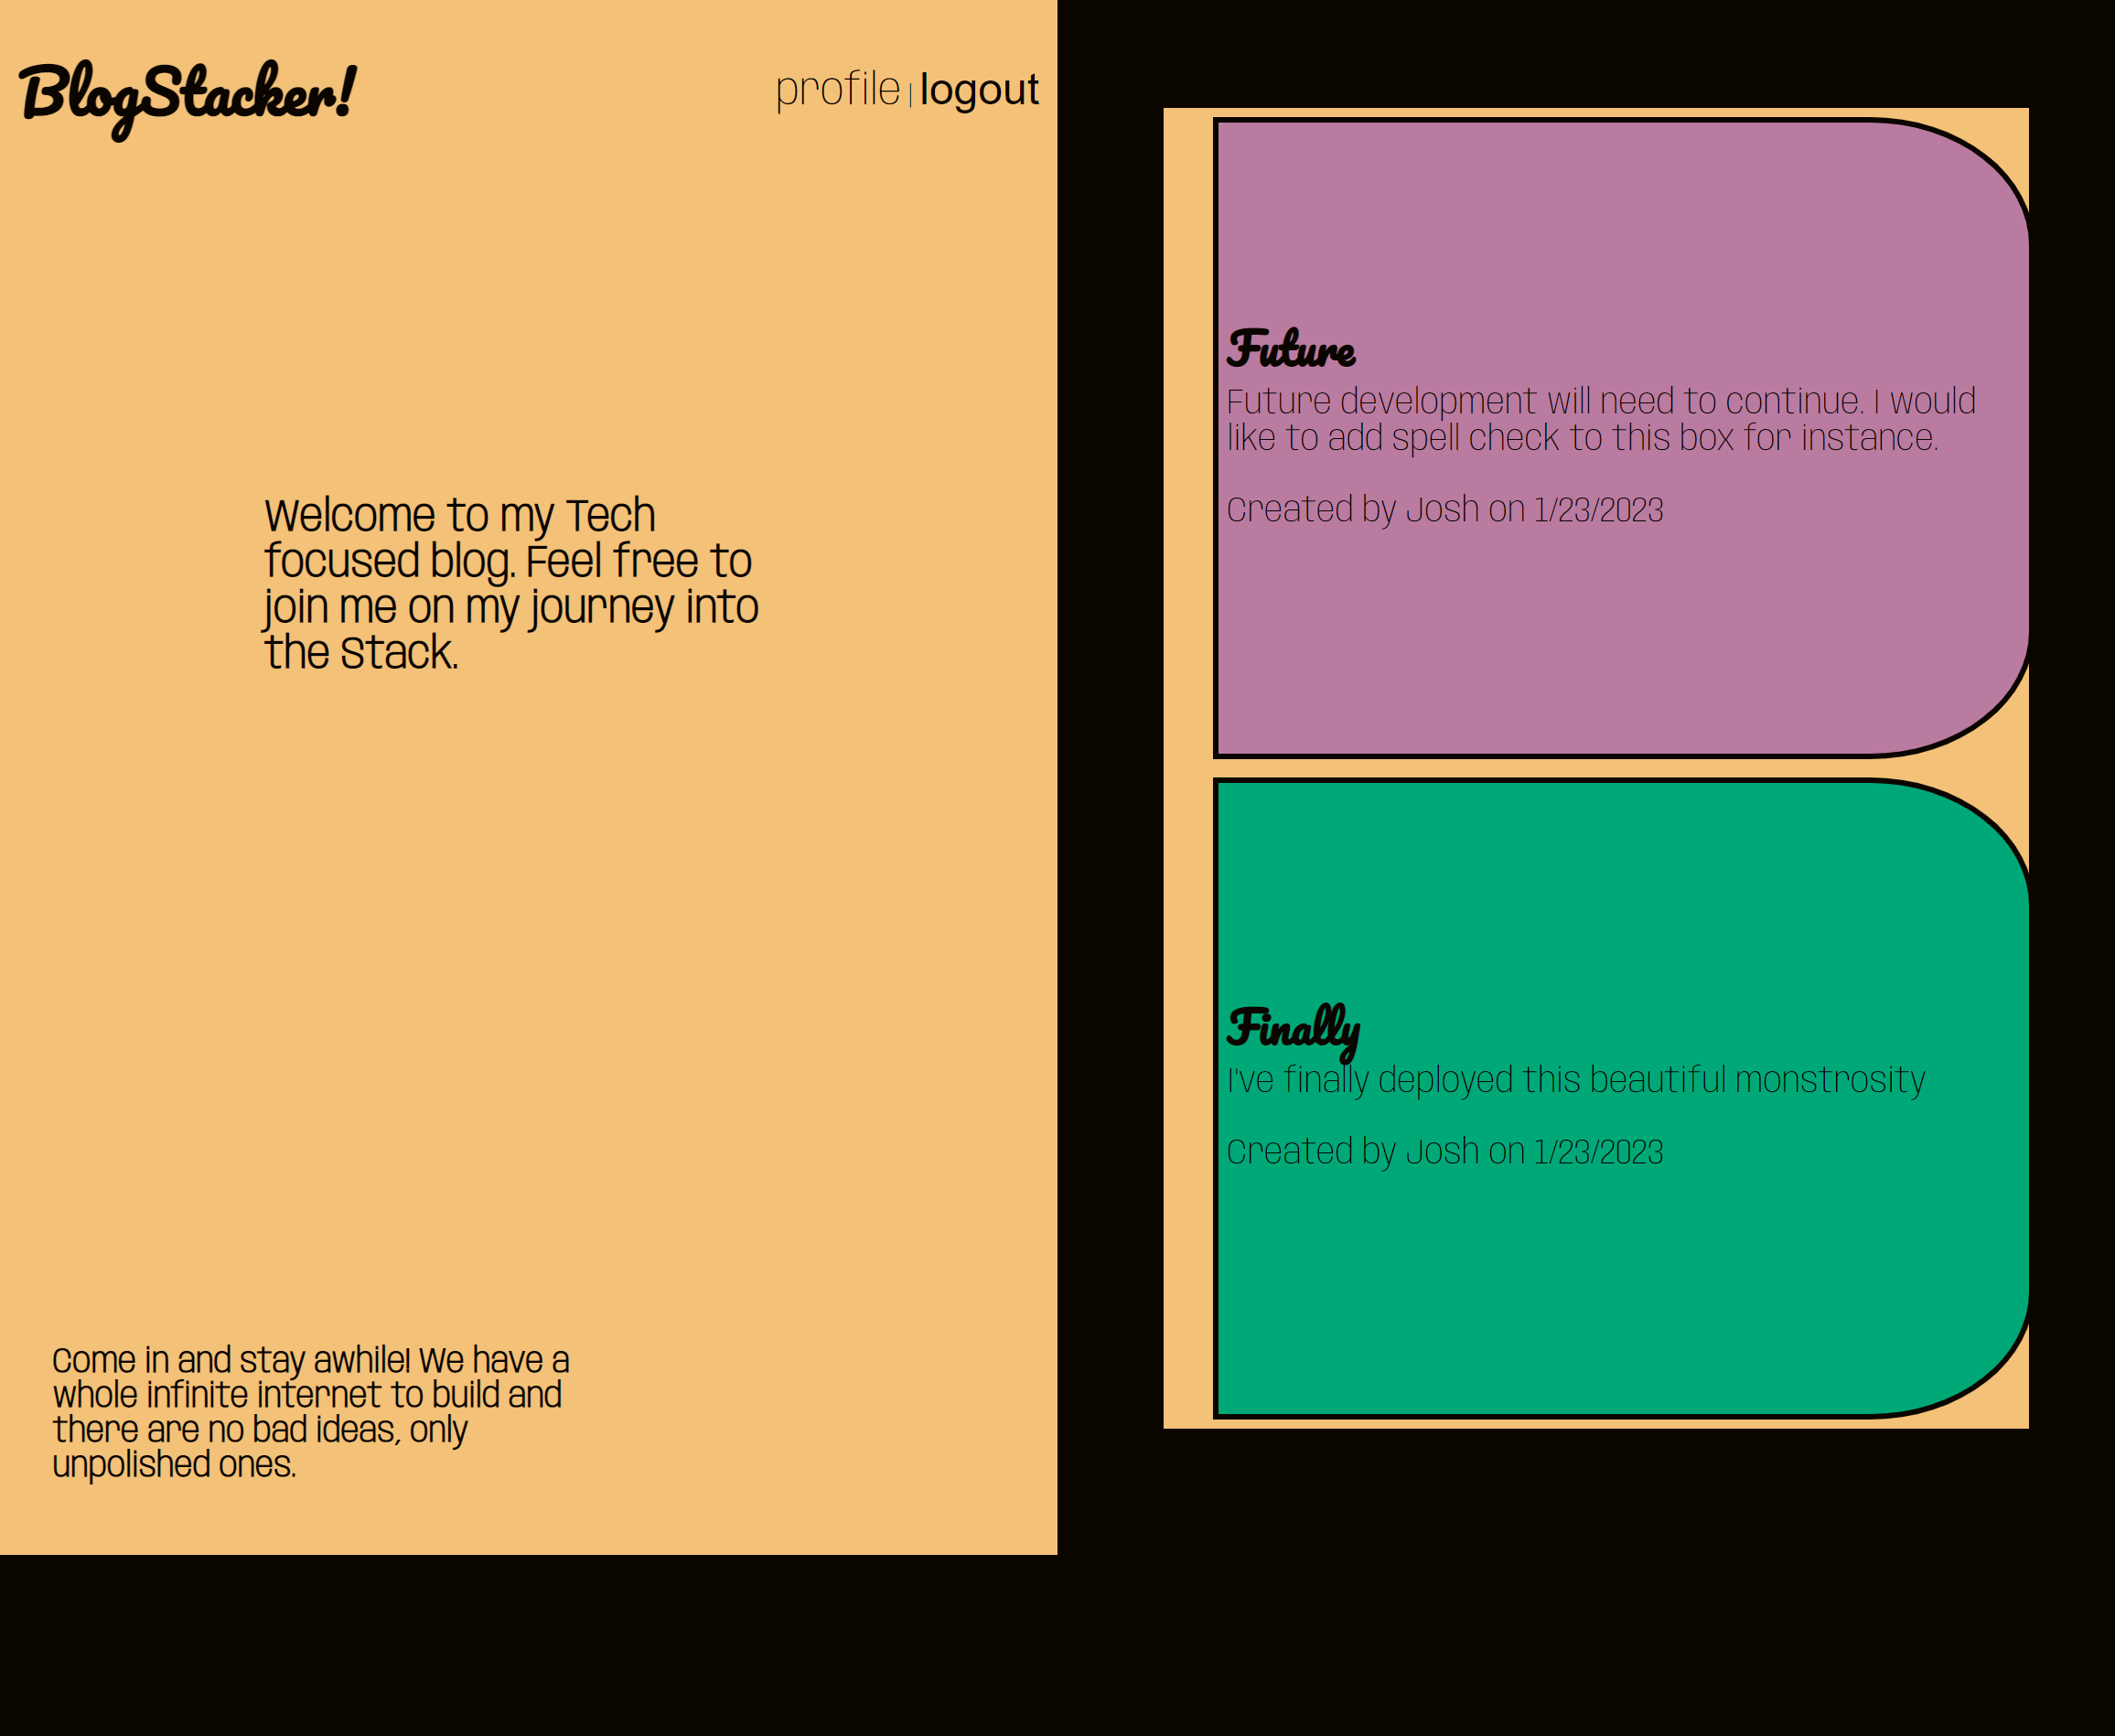 BlogStacker!
profile | logout
Welcome to my Tech
focused blog. Feel free to
join me on my journey into
the Stack.
Come in and stay awhile! We have a
whole infinite internet to build and
there are no bad ideas, only
unpolished ones.
Future
Future development will need to continue. I would
like to add spell check to this box for instance.
Created by Josh on 1/23/2023
Finally
I've finally deployed this beautiful monstrosity
Created by Josh on 1/23/2023